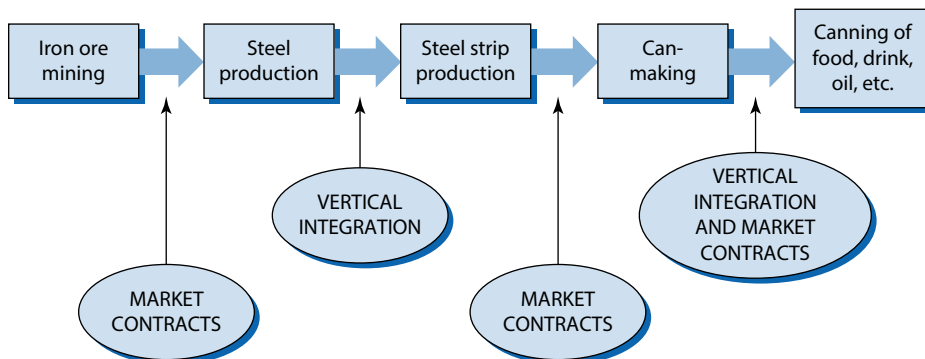 Iron ore
mining
Steel
production
Steel strip
production
Can-
making
Canning of
food, drink,
oil, etc.
MARKET
CONTRACTS
VERTICAL
INTEGRATION
MARKET
CONTRACTS
VERTICAL
INTEGRATION
AND MARKET
CONTRACTS